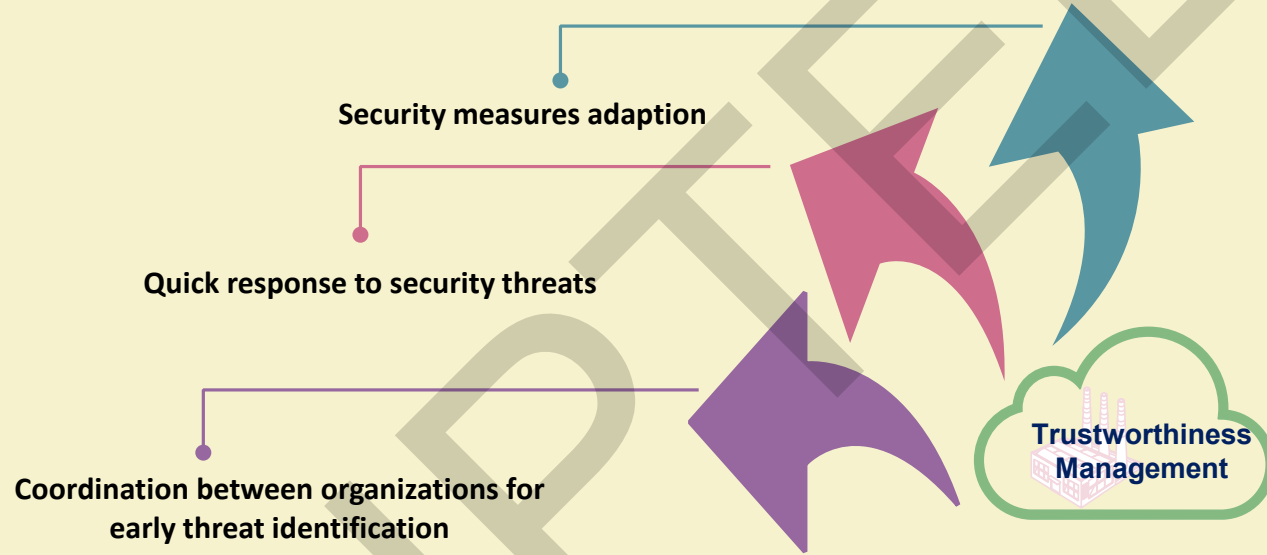 Security measures adaption
Quick response to security threats
Trustworthiness
Management
Coordination between organizations for
early threat identification